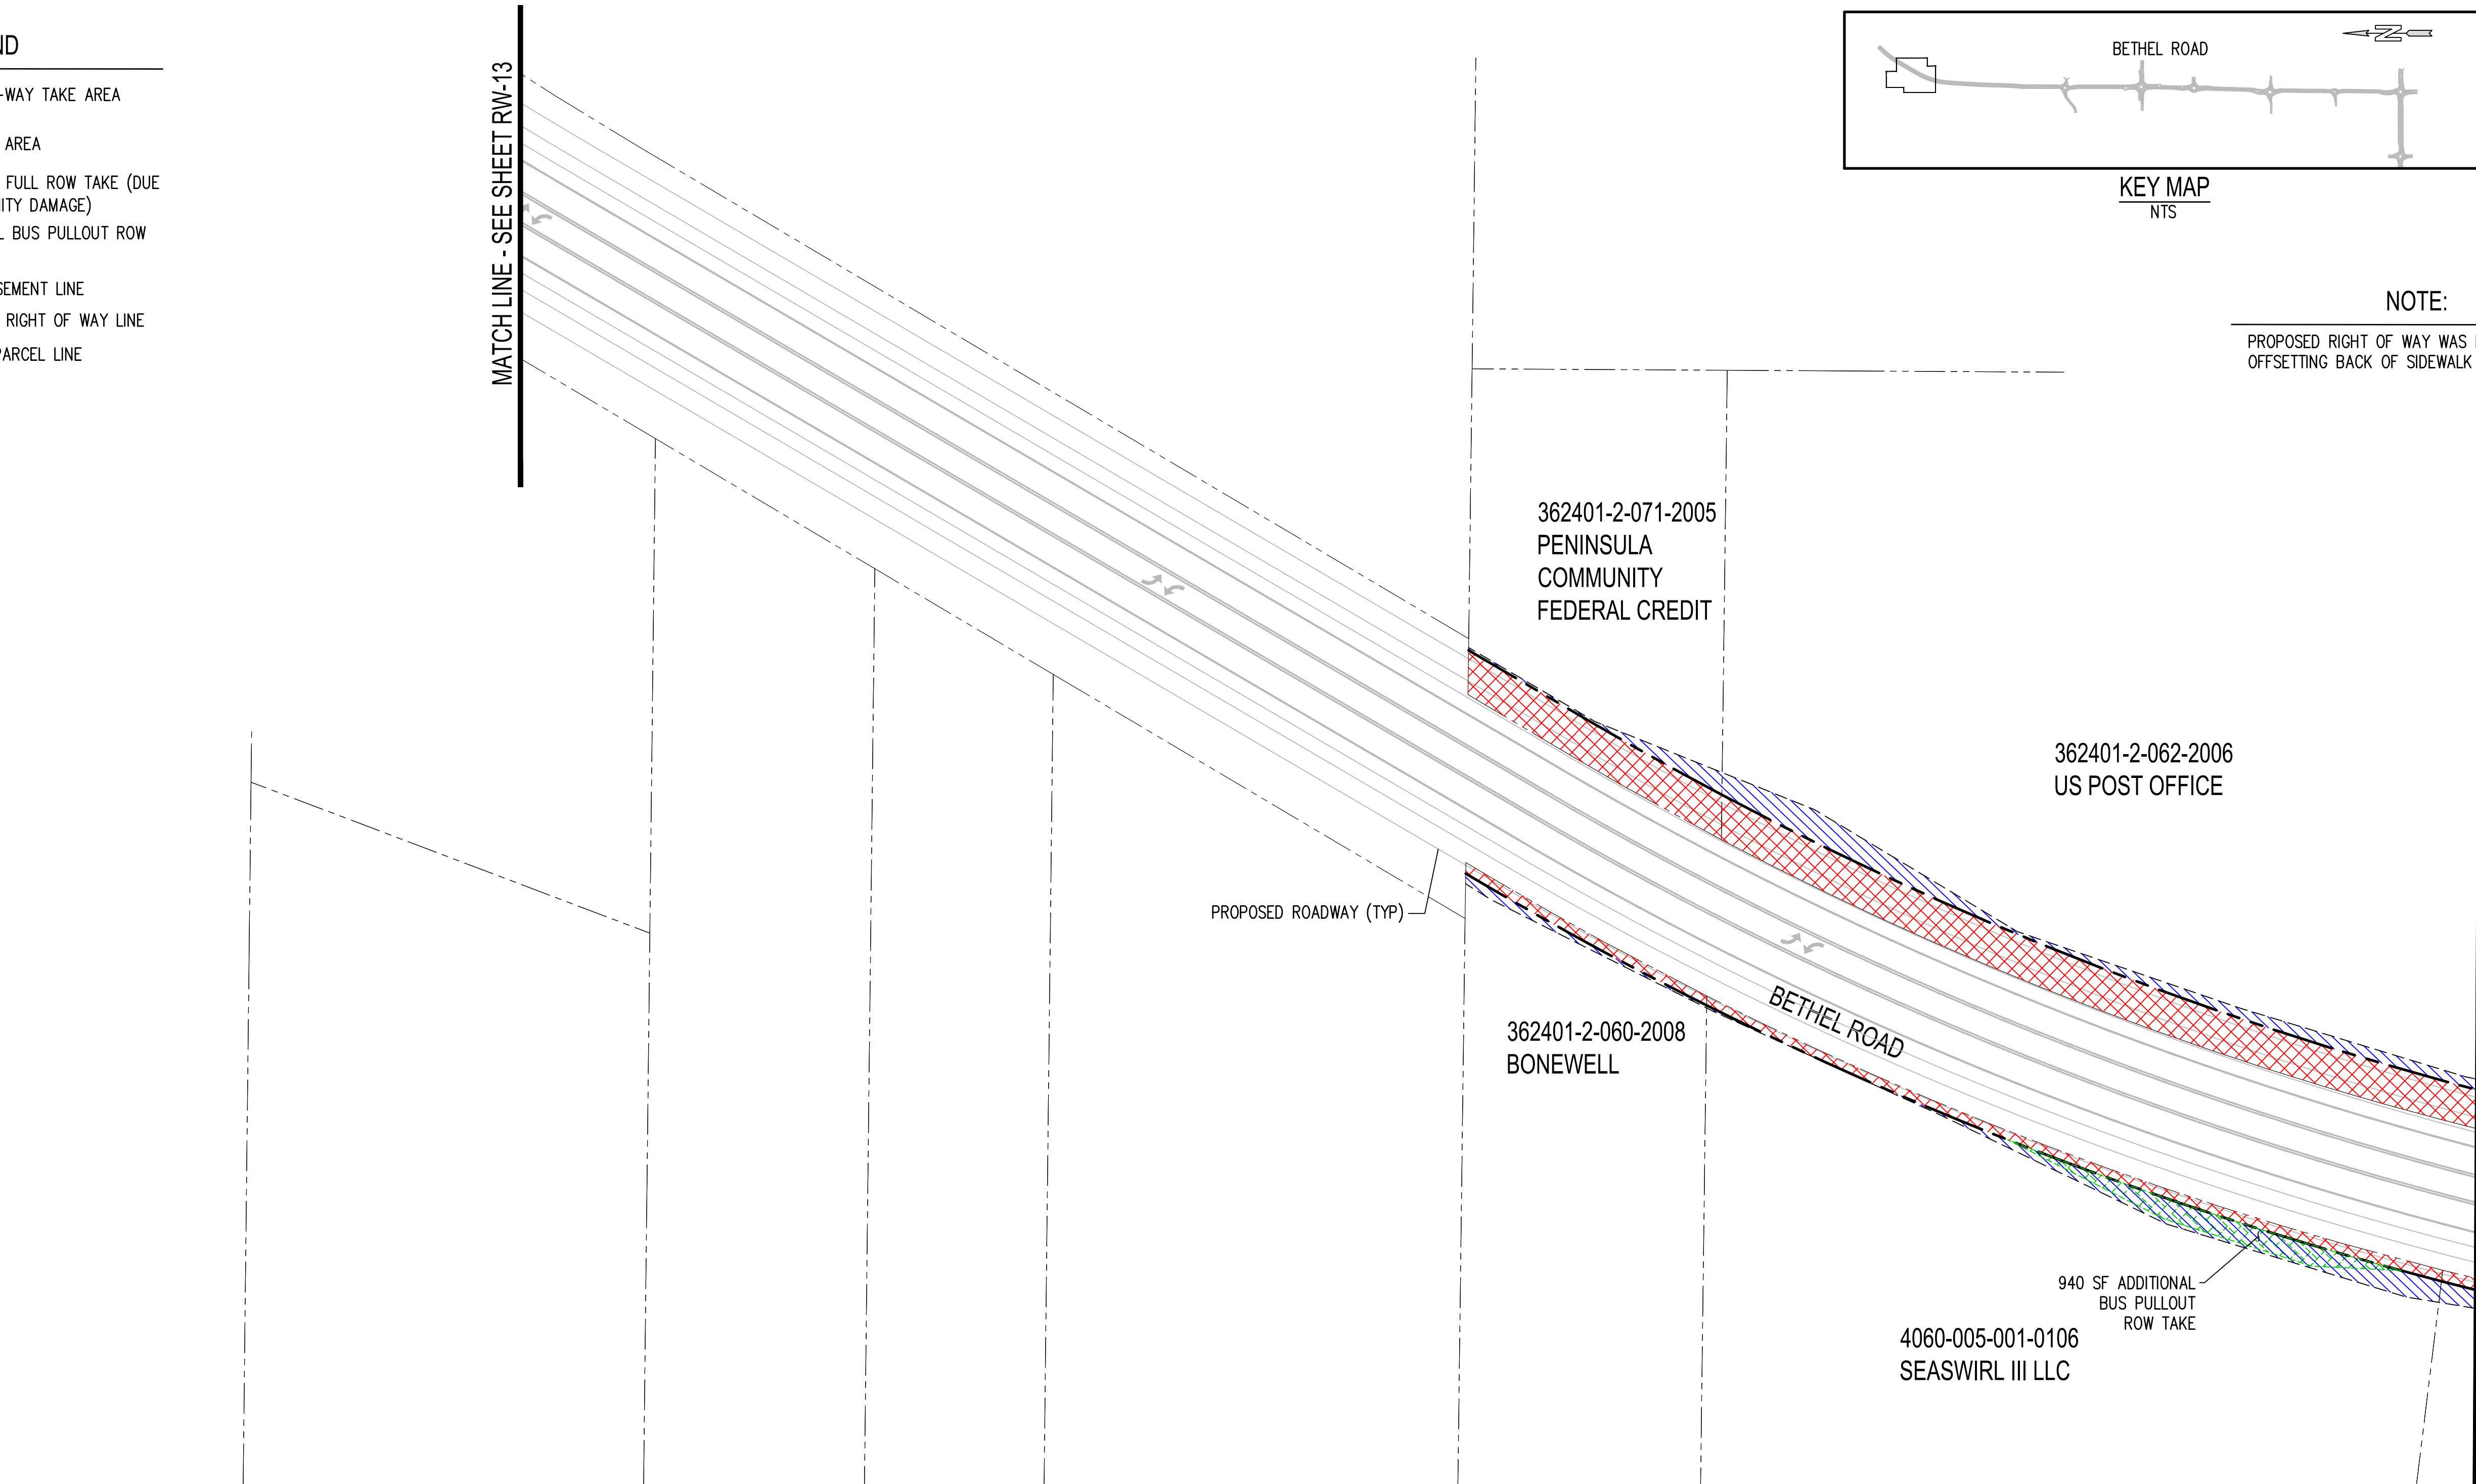 ND
-WAY TAKE AREA
AREA
FULL ROW TAKE (DUE
NITY DAMAGE)
L BUS PULLOUT ROW
SEMENT LINE
RIGHT OF WAY LINE
PARCEL LINE
MATCH LINE - SEE SHEET RW-13
BETHEL ROAD
N
KEY MAP
NTS
NOTE:
PROPOSED RIGHT OF WAY WAS
OFFSETTING BACK OF SIDEWALK
362401-2-071-2005
PENINSULA
COMMUNITY
FEDERAL CREDIT
362401-2-062-2006
US POST OFFICE
PROPOSED ROADWAY (TYP)
BETHEL ROAD
362401-2-060-2008
BONEWELL
940 SF ADDITIONAL
BUS PULLOUT
ROW TAKE
4060-005-001-0106
SEASWIRL III LLC